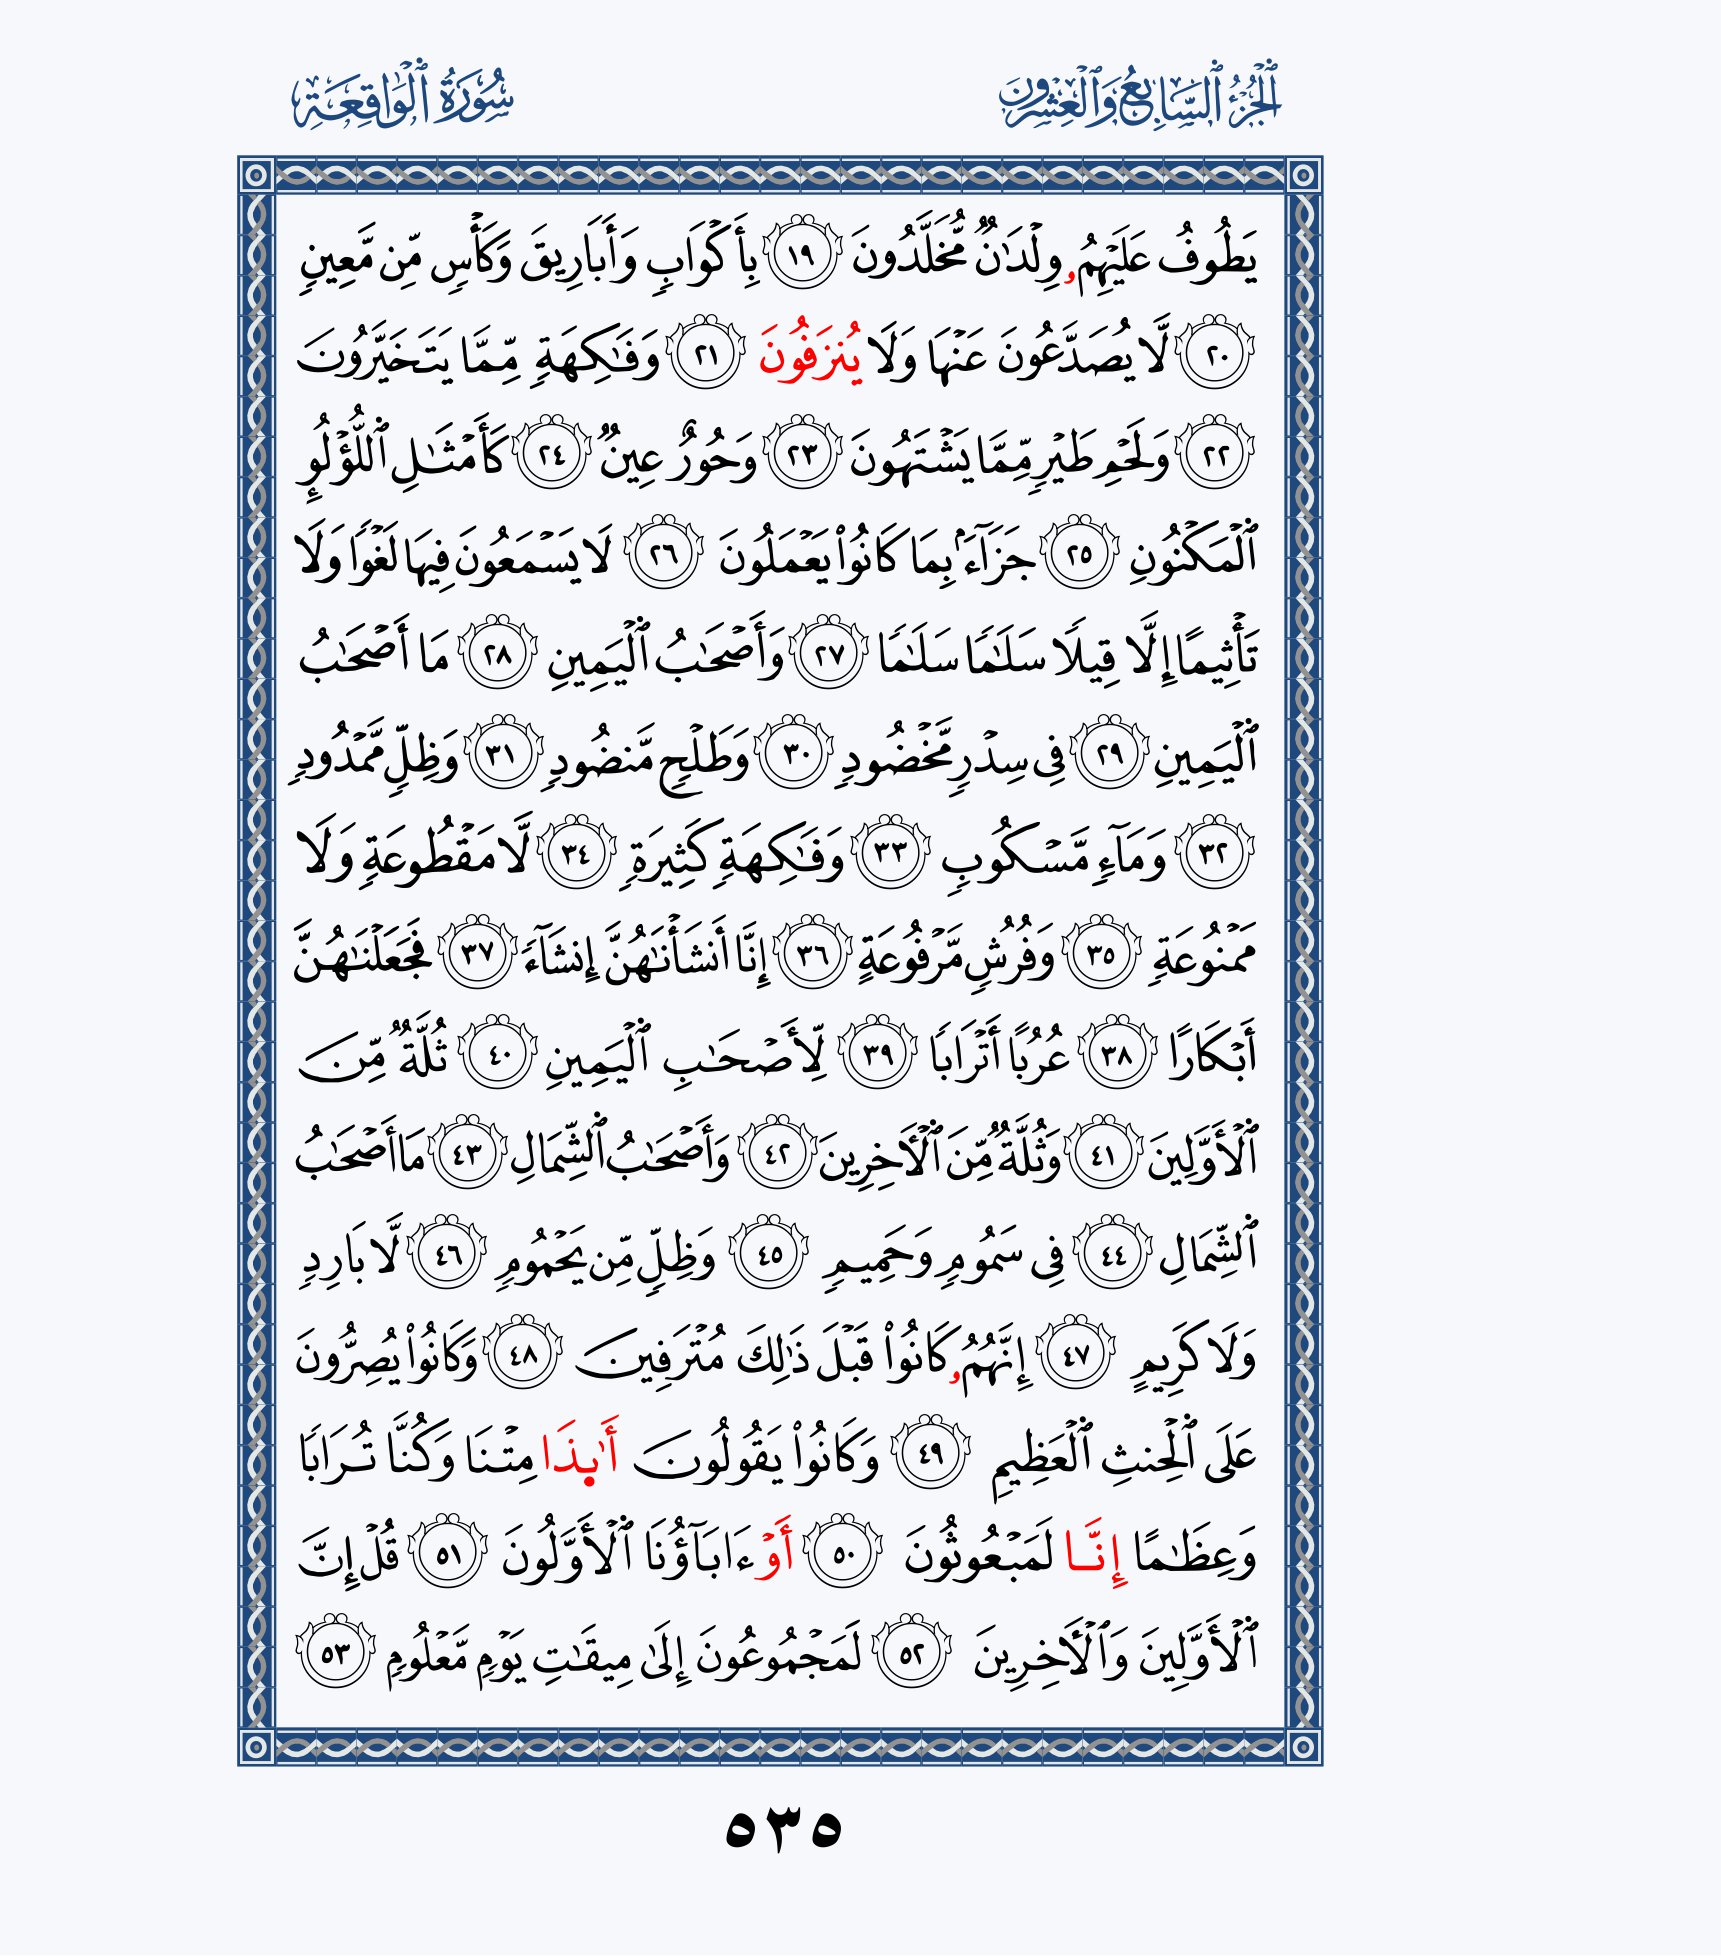 ٱلْجُزْءُ ٱلسَّابِعُ وَٱلْعِشْرُونَ
سُورَةُ ٱلْوَاقِعَةِ
يَطُوفُ عَلَيْهِمُۥ وِلْدَٰنٌ مُّخَلَّدُونَ ١٩ بِأَكْوَابٍ وَأَبَارِيقَ وَكَأْسٍ مِّن مَّعِينٍ
٢٠ لَّا يُصَدَّعُونَ عَنْهَا وَلَا يُنزَفُونَ ٢١ وَفَٰكِهَةٍ مِّمَّا يَتَخَيَّرُونَ
٢٢ وَلَحْمِ طَيْرٍ مِّمَّا يَشْتَهُونَ ٢٣ وَحُورٌ عِينٌ ٢٤ كَأَمْثَٰلِ ٱللُّؤْلُوِٕ
ٱلْمَكْنُونِ ٢٥ جَزَآءَۢ بِمَا كَانُوا۟ يَعْمَلُونَ ٢٦ لَا يَسْمَعُونَ فِيهَا لَغْوًا وَلَا
تَأْثِيمًا إِلَّا قِيلًا سَلَٰمًا سَلَٰمًا ٢٧ وَأَصْحَٰبُ ٱلْيَمِينِ ٢٨ مَا أَصْحَٰبُ
ٱلْيَمِينِ ٢٩ فِى سِدْرٍ مَّخْضُودٍ ٣٠ وَطَلْحٍ مَّنضُودٍ ٣١ وَظِلٍّ مَّمْدُودٍ
٣٢ وَمَآءٍ مَّسْكُوبٍ ٣٣ وَفَٰكِهَةٍ كَثِيرَةٍ ٣٤ لَّا مَقْطُوعَةٍ وَلَا
مَمْنُوعَةٍ ٣٥ وَفُرُشٍ مَّرْفُوعَةٍ ٣٦ إِنَّا أَنشَأْنَٰهُنَّ إِنشَآءً ٣٧ فَجَعَلْنَٰهُنَّ
أَبْكَارًا ٣٨ عُرُبًا أَتْرَابًا ٣٩ لِّأَصْحَٰبِ ٱلْيَمِينِ ٤٠ ثُلَّةٌ مِّنَ
ٱلْأَوَّلِينَ ٤١ وَثُلَّةٌ مِّنَ ٱلْأَخِرِينَ ٤٢ وَأَصْحَٰبُ ٱلشِّمَالِ ٤٣ مَا أَصْحَٰبُ
ٱلشِّمَالِ ٤٤ فِى سَمُومٍ وَحَمِيمٍ ٤٥ وَظِلٍّ مِّن يَحْمُومٍ ٤٦ لَّا بَارِدٍ
وَلَا كَرِيمٍ ٤٧ إِنَّهُمُۥ كَانُوا۟ قَبْلَ ذَٰلِكَ مُتْرَفِينَ ٤٨ وَكَانُوا۟ يُصِرُّونَ
عَلَى ٱلْحِنثِ ٱلْعَظِيمِ ٤٩ وَكَانُوا۟ يَقُولُونَ أَٰىِٕذَا مِتْنَا وَكُنَّا تُرَابًا
وَعِظَٰمًا إِنَّا لَمَبْعُوثُونَ ٥٠ أَوْ ءَابَآؤُنَا ٱلْأَوَّلُونَ ٥١ قُلْ إِنَّ
ٱلْأَوَّلِينَ وَٱلْأَخِرِينَ ٥٢ لَمَجْمُوعُونَ إِلَىٰ مِيقَٰتِ يَوْمٍ مَّعْلُومٍ ٥٣
٥٣٥